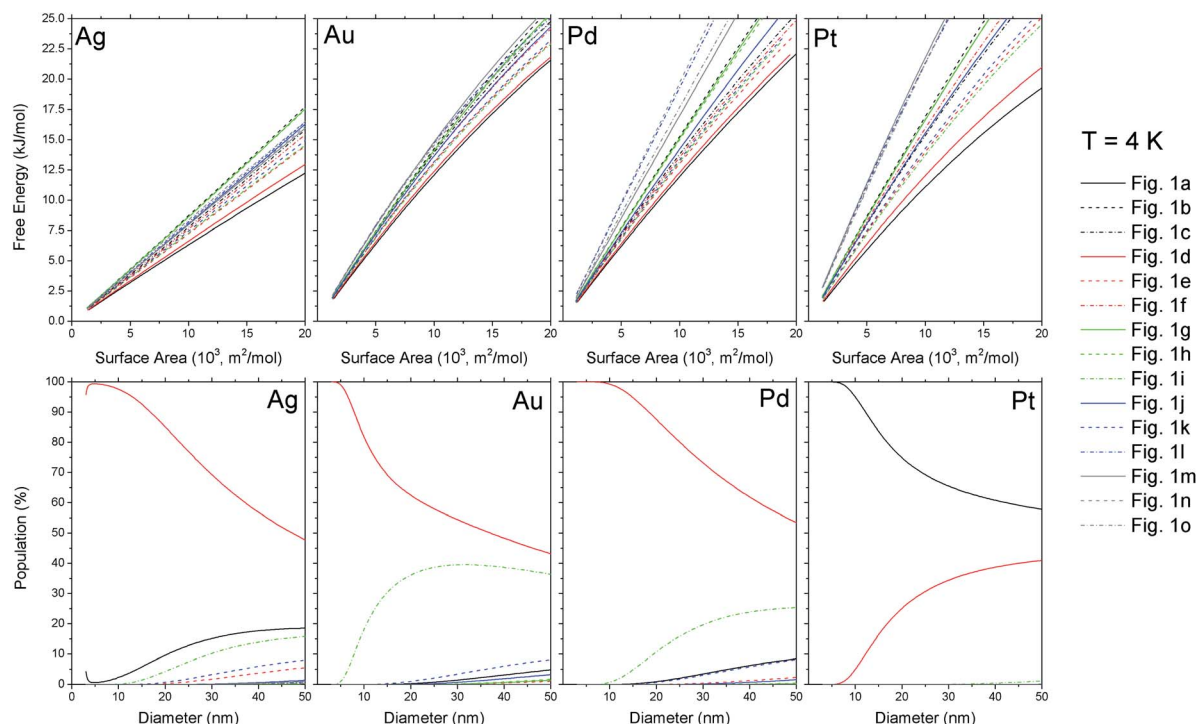 Ag
Au
Pd
Pt
25.0
22.5
20.0
17.5
15.0
12.5
10.0
7.5
5.0
2.5
0.0
Free Energy (kJ/mol)
0 5 10 15 20
5 10 15 20
5 10 15 20
5 10 15 20
Surface Area (10³, m²/mol)
Surface Area (10³, m²/mol)
Surface Area (10³, m²/mol)
Surface Area (10³, m²/mol)
Ag
Au
Pd
Pt
100
90
80
70
60
50
40
30
20
10
0
Population (%)
0 10 20 30 40 50
10 20 30 40 50
10 20 30 40 50
10 20 30 40 50
Diameter (nm)
Diameter (nm)
Diameter (nm)
Diameter (nm)
T = 4 K
Fig. 1a
Fig. 1b
Fig. 1c
Fig. 1d
Fig. 1e
Fig. 1f
Fig. 1g
Fig. 1h
Fig. 1i
Fig. 1j
Fig. 1k
Fig. 1l
Fig. 1m
Fig. 1n
Fig. 1o